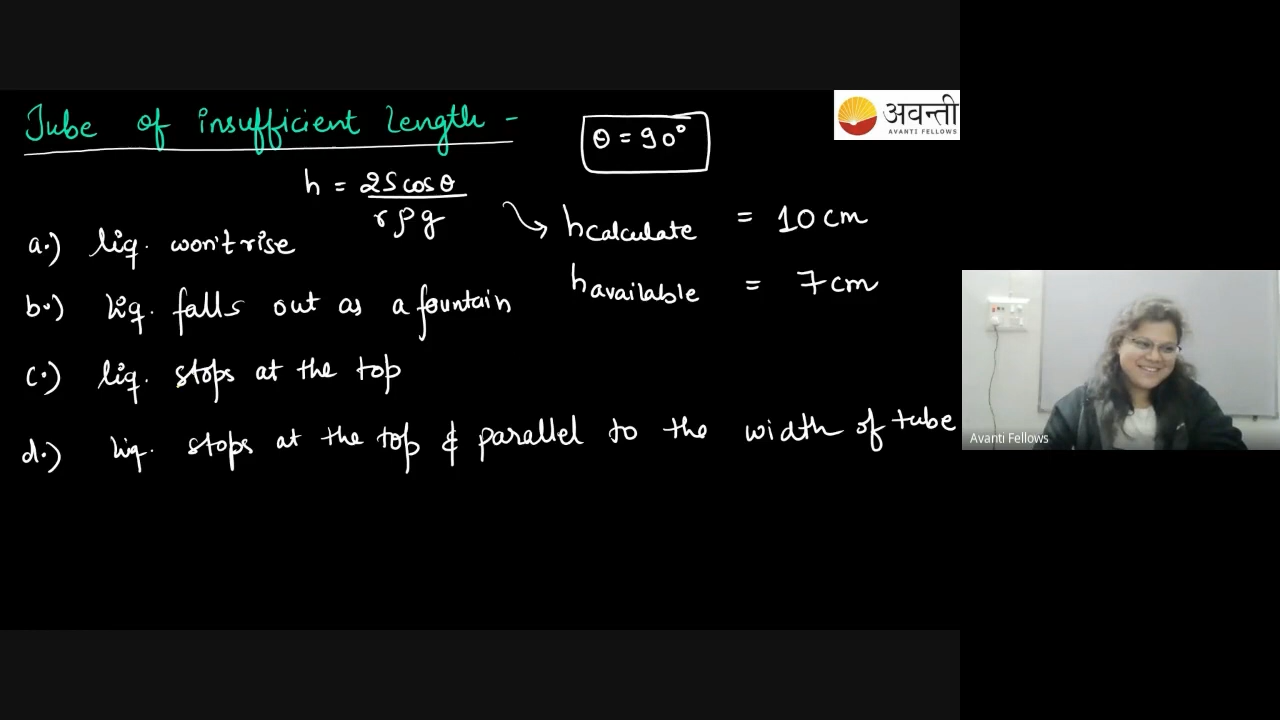 Tube of insufficient length -
θ = 90°
अवन्ती
AVANTI FELLOWS
h = 2S cos θ
rρg
hcalculate = 10 cm
havailable = 7 cm
a.) liq. won't rise
b.) liq. falls out as a fountain
c.) liq. stops at the top
d.) liq. stops at the top & parallel to the width of tube
Avanti Fellows